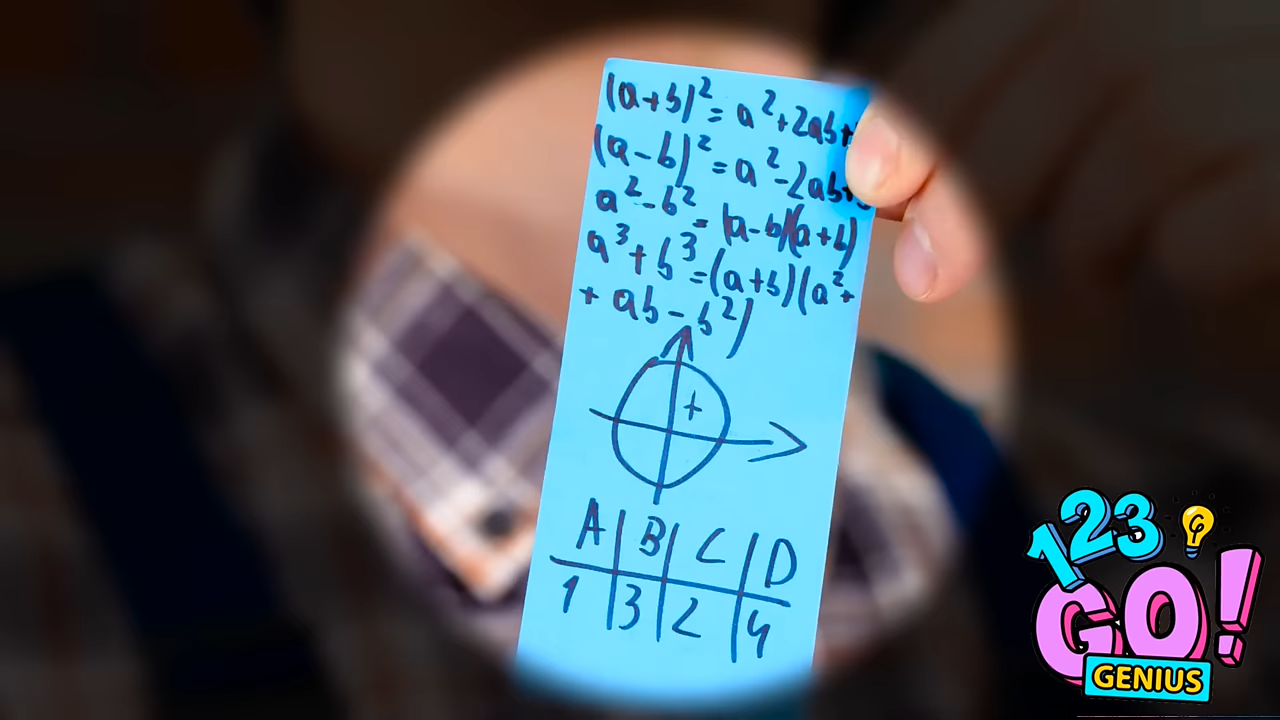 (a+b)² = a²+2ab+
(a-b)² = a²-2ab+
a²-b² = (a-b)(a+b)
a³+b³=(a+b)(a²+
+ab-b²)
+
A B C D
1 3 2 4
123
GO!
GENIUS